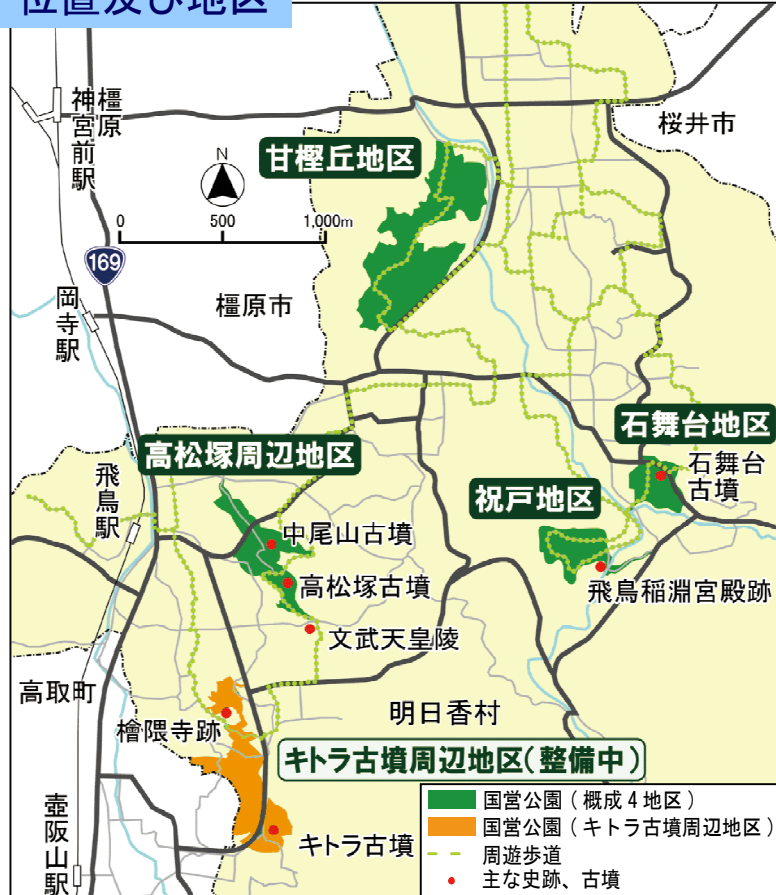 位置及び地区
橿原
神宮前駅
桜井市
甘樫丘地区
N
0 500 1,000m
169
岡寺駅
橿原市
高松塚周辺地区
石舞台地区
石舞台
古墳
飛鳥駅
祝戸地区
中尾山古墳
高松塚古墳
飛鳥稲淵宮殿跡
文武天皇陵
高取町
檜隈寺跡
明日香村
キトラ古墳周辺地区(整備中)
壺阪山駅
キトラ古墳
国営公園(概成4地区)
国営公園(キトラ古墳周辺地区)
周遊歩道
主な史跡、古墳